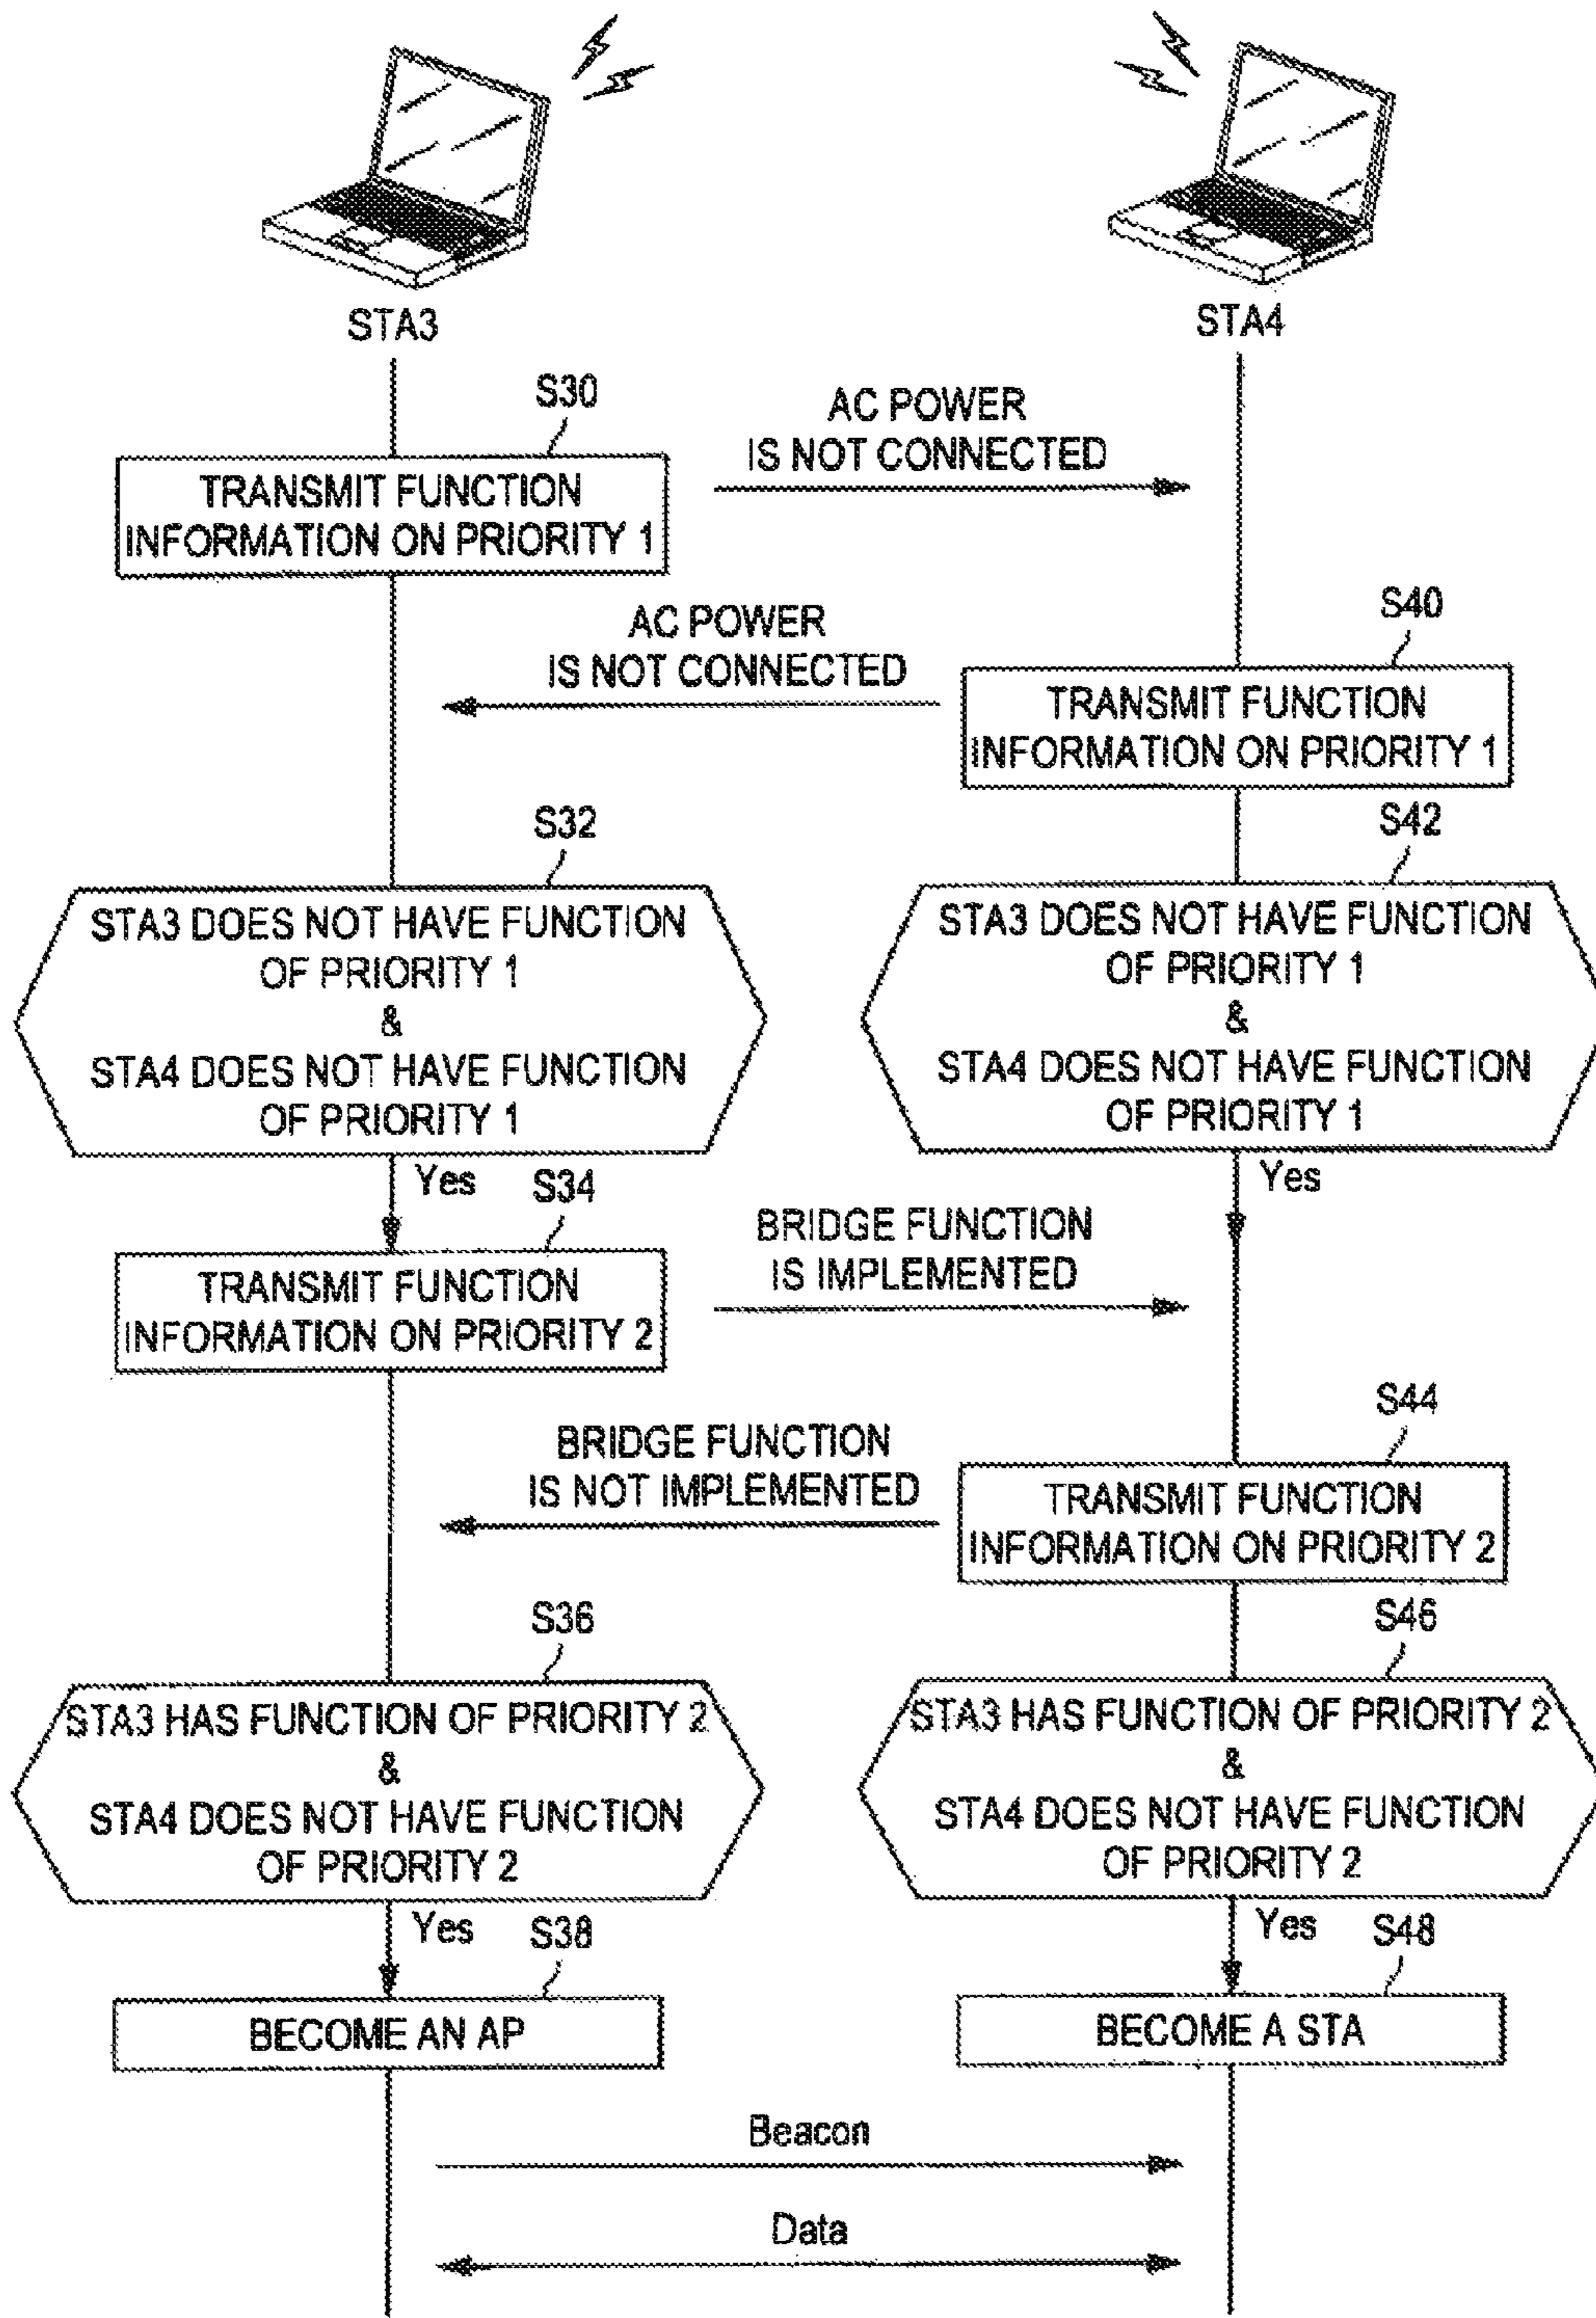 STA3
STA4
S30
AC POWER
IS NOT CONNECTED
TRANSMIT FUNCTION
INFORMATION ON PRIORITY 1
S40
AC POWER
IS NOT CONNECTED
TRANSMIT FUNCTION
INFORMATION ON PRIORITY 1
S32
STA3 DOES NOT HAVE FUNCTION
OF PRIORITY 1
&
STA4 DOES NOT HAVE FUNCTION
OF PRIORITY 1
S42
STA3 DOES NOT HAVE FUNCTION
OF PRIORITY 1
&
STA4 DOES NOT HAVE FUNCTION
OF PRIORITY 1
Yes
Yes
S34
BRIDGE FUNCTION
IS IMPLEMENTED
TRANSMIT FUNCTION
INFORMATION ON PRIORITY 2
S44
BRIDGE FUNCTION
IS NOT IMPLEMENTED
TRANSMIT FUNCTION
INFORMATION ON PRIORITY 2
S36
STA3 HAS FUNCTION OF PRIORITY 2
&
STA4 DOES NOT HAVE FUNCTION
OF PRIORITY 2
S46
STA3 HAS FUNCTION OF PRIORITY 2
&
STA4 DOES NOT HAVE FUNCTION
OF PRIORITY 2
Yes
S38
Yes
S48
BECOME AN AP
BECOME A STA
Beacon
Data